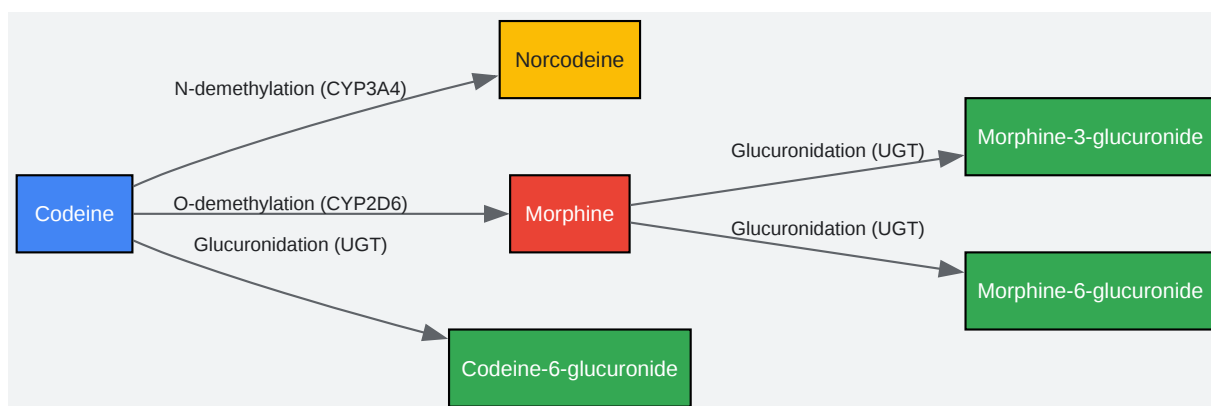 Norcodeine
N-demethylation (CYP3A4)
Morphine-3-glucuronide
Glucuronidation (UGT)
Codeine
O-demethylation (CYP2D6)
Morphine
Glucuronidation (UGT)
Glucuronidation (UGT)
Morphine-6-glucuronide
Codeine-6-glucuronide